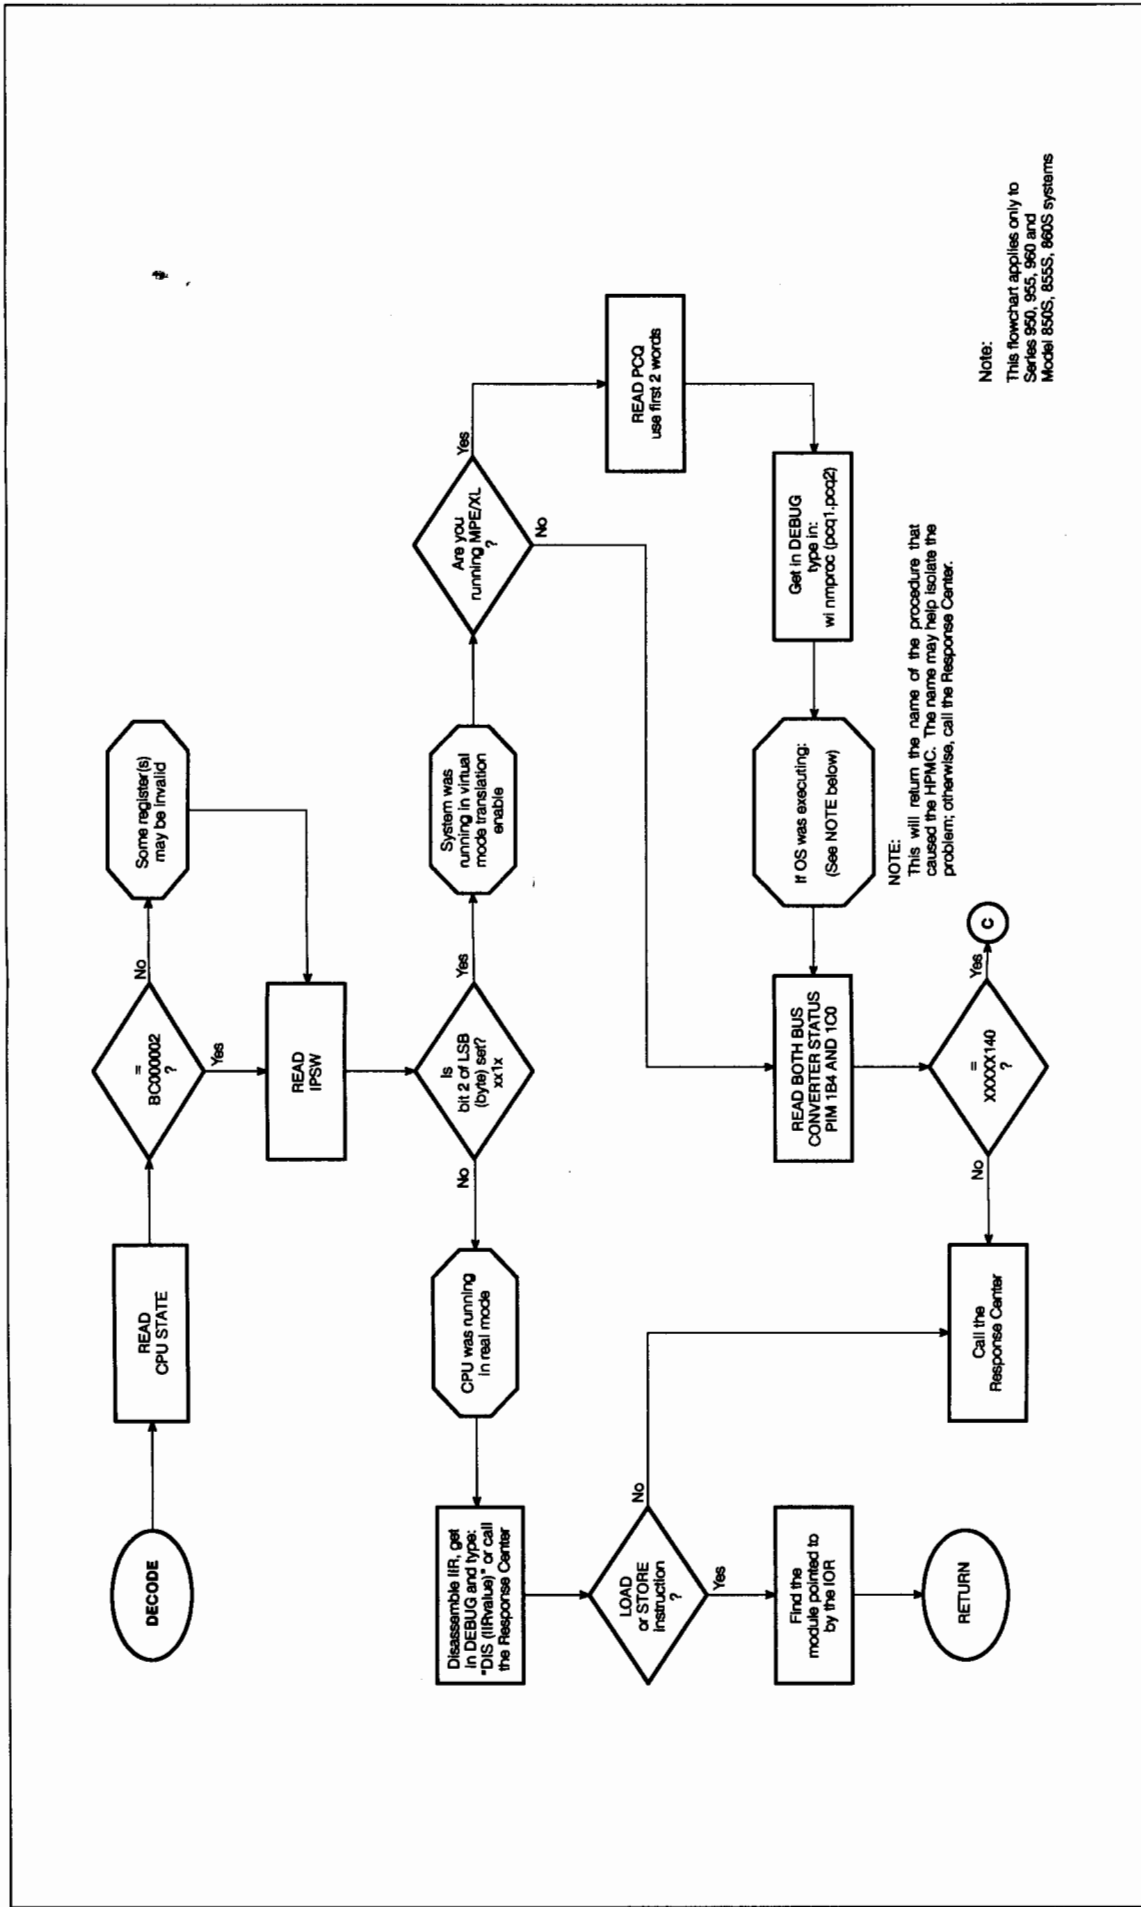 DECODE
READ
CPU STATE
=
BC000002
?
No
Yes
Some register(s)
may be invalid
READ
IPSW
Is
bit 2 of LSB
(byte) set?
xx1x
No
Yes
System was
running in virtual
mode translation
enable
Are you
running MPE/XL
?
Yes
No
READ PCQ
use first 2 words
Get in DEBUG
type in:
wi nmproc (pcq1.pcq2)
If OS was executing:
(See NOTE below)
NOTE:
This will return the name of the procedure that
caused the HPMC. The name may help isolate the
problem; otherwise, call the Response Center.
CPU was running
in real mode
Disassemble IIR, get
in DEBUG and type:
"DIS (IIRvalue)" or call
the Response Center
LOAD
or STORE
instruction
?
No
Yes
Find the
module pointed to
by the IOR
RETURN
READ BOTH BUS
CONVERTER STATUS
PIM 1B4 AND 1C0
=
XXXXX140
?
Yes
No
C
Call the
Response Center
Note:
This flowchart applies only to
Series 950, 955, 960 and
Model 850S, 855S, 860S systems